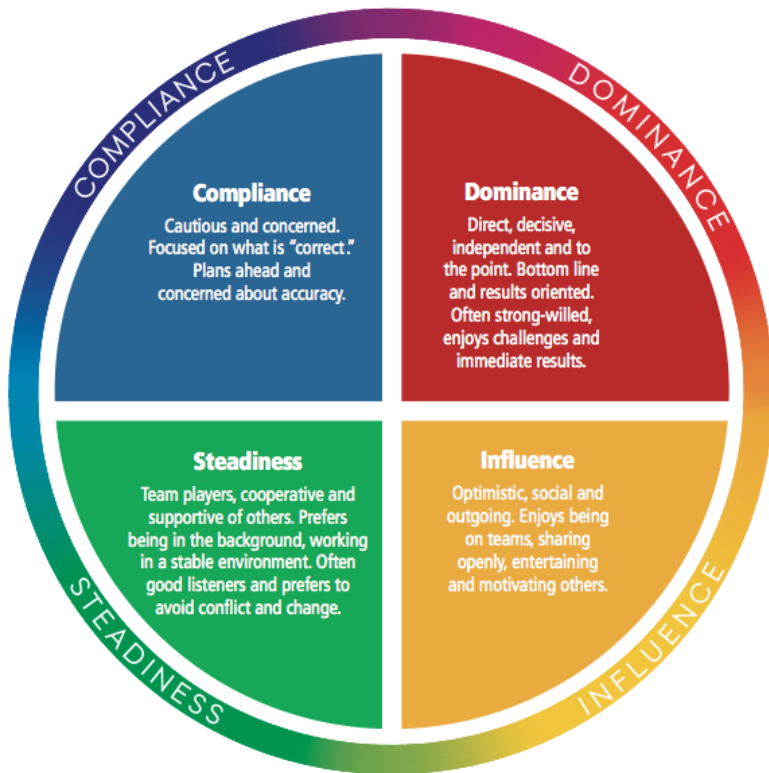 COMPLIANCE
DOMINANCE
Compliance
Cautious and concerned.
Focused on what is “correct.”
Plans ahead and
concerned about accuracy.
Dominance
Direct, decisive,
independent and to
the point. Bottom line
and results oriented.
Often strong-willed,
enjoys challenges and
immediate results.
Steadiness
Team players, cooperative and
supportive of others. Prefers
being in the background, working
in a stable environment. Often
good listeners and prefers to
avoid conflict and change.
Influence
Optimistic, social and
outgoing. Enjoys being
on teams, sharing
openly, entertaining
and motivating others.
STEADINESS
INFLUENCE